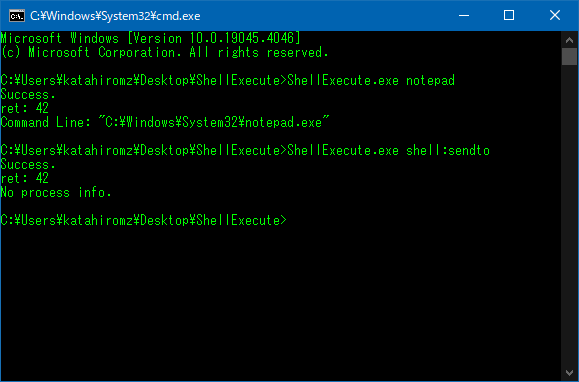 C:¥Windows¥System32¥cmd.exe
Microsoft Windows [Version 10.0.19045.4046]
(c) Microsoft Corporation. All rights reserved.
C:¥Users¥katahiromz¥Desktop¥ShellExecute>ShellExecute.exe notepad
Success.
ret: 42
Command Line: "C:¥Windows¥System32¥notepad.exe"
C:¥Users¥katahiromz¥Desktop¥ShellExecute>ShellExecute.exe shell:sendto
Success.
ret: 42
No process info.
C:¥Users¥katahiromz¥Desktop¥ShellExecute>